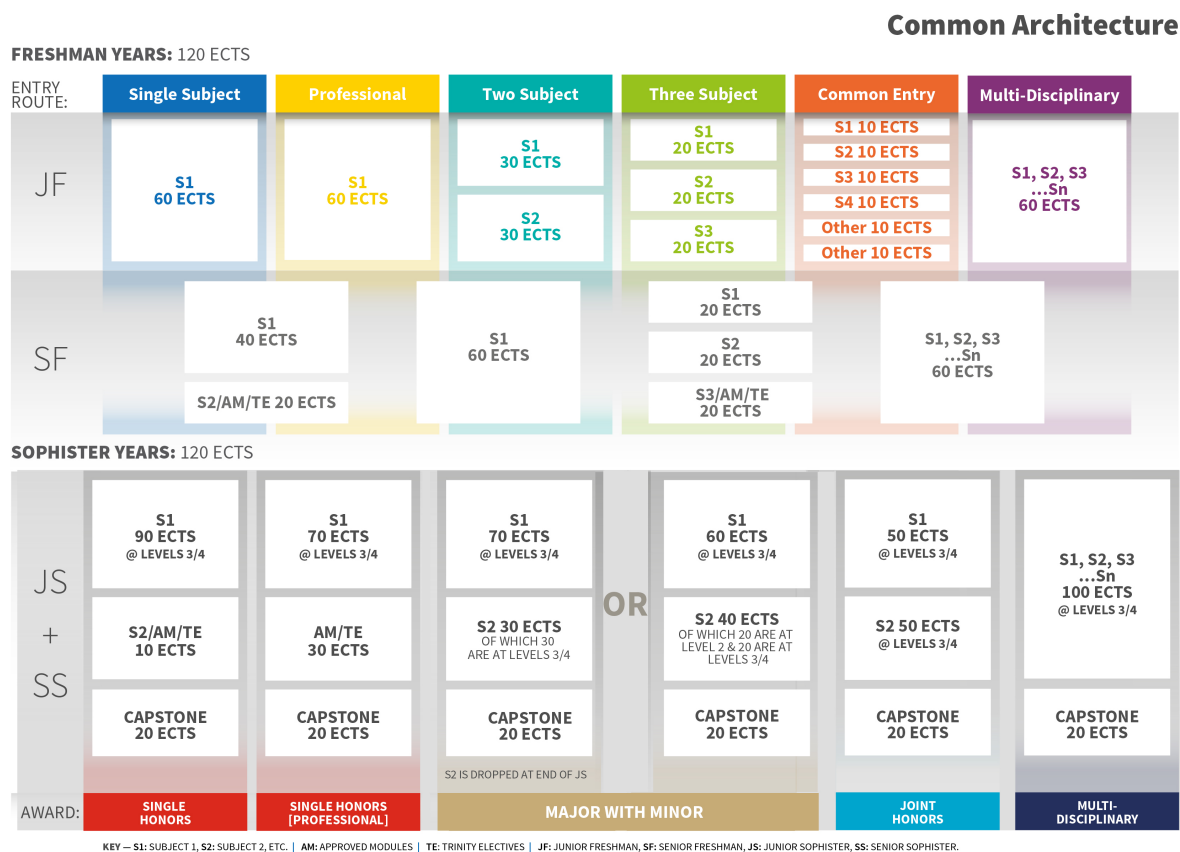 Common Architecture
FRESHMAN YEARS: 120 ECTS
ENTRY
ROUTE:
Single Subject
Professional
Two Subject
Three Subject
Common Entry
Multi-Disciplinary
JF
S1
60 ECTS
S1
60 ECTS
S1
30 ECTS
S2
30 ECTS
S1
20 ECTS
S2
20 ECTS
S3
20 ECTS
S1 10 ECTS
S2 10 ECTS
S3 10 ECTS
S4 10 ECTS
Other 10 ECTS
Other 10 ECTS
S1, S2, S3
...Sn
60 ECTS
SF
S1
40 ECTS
S2/AM/TE 20 ECTS
S1
60 ECTS
S1
20 ECTS
S2
20 ECTS
S3/AM/TE
20 ECTS
S1, S2, S3
...Sn
60 ECTS
SOPHISTER YEARS: 120 ECTS
JS
+
SS
S1
90 ECTS
@ LEVELS 3/4
S2/AM/TE
10 ECTS
CAPSTONE
20 ECTS
S1
70 ECTS
@ LEVELS 3/4
AM/TE
30 ECTS
CAPSTONE
20 ECTS
S1
70 ECTS
@ LEVELS 3/4
S2 30 ECTS
OF WHICH 30
ARE AT LEVELS 3/4
CAPSTONE
20 ECTS
S2 IS DROPPED AT END OF JS
OR
S1
60 ECTS
@ LEVELS 3/4
S2 40 ECTS
OF WHICH 20 ARE AT
LEVEL 2 & 20 ARE AT
LEVELS 3/4
CAPSTONE
20 ECTS
S1
50 ECTS
@ LEVELS 3/4
S2 50 ECTS
@ LEVELS 3/4
CAPSTONE
20 ECTS
S1, S2, S3
...Sn
100 ECTS
@ LEVELS 3/4
CAPSTONE
20 ECTS
AWARD:
SINGLE
HONORS
SINGLE HONORS
[PROFESSIONAL]
MAJOR WITH MINOR
JOINT
HONORS
MULTI-
DISCIPLINARY
KEY — S1: SUBJECT 1, S2: SUBJECT 2, ETC. | AM: APPROVED MODULES | TE: TRINITY ELECTIVES | JF: JUNIOR FRESHMAN, SF: SENIOR FRESHMAN, JS: JUNIOR SOPHISTER, SS: SENIOR SOPHISTER.